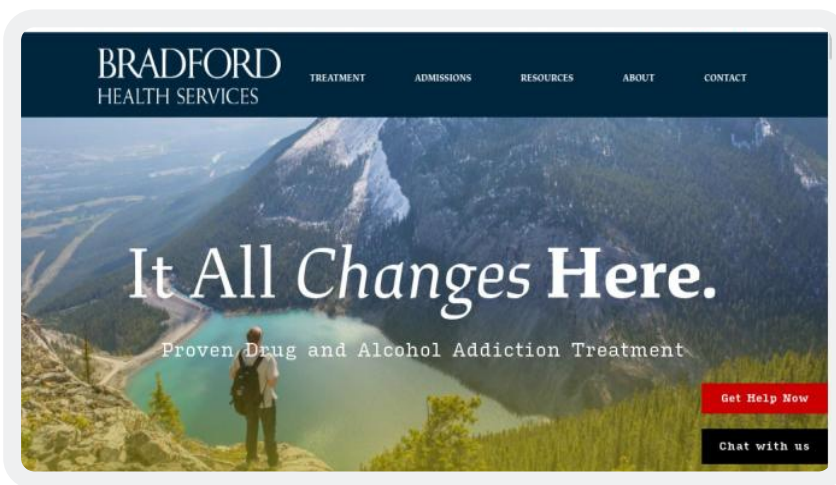 BRADFORD
HEALTH SERVICES
TREATMENT ADMISSIONS RESOURCES ABOUT CONTACT
It All Changes Here.
Proven Drug and Alcohol Addiction Treatment
Get Help Now
Chat with us